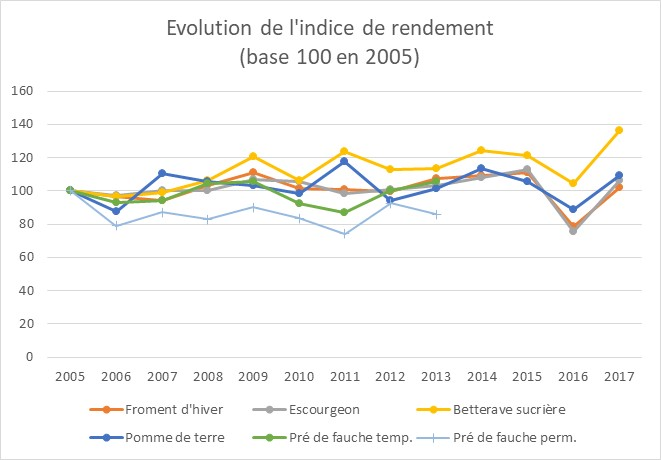 Evolution de l'indice de rendement
(base 100 en 2005)
160
140
120
100
80
60
40
20
0
2005 2006 2007 2008 2009 2010 2011 2012 2013 2014 2015 2016 2017
Froment d'hiver Escourgeon Betterave sucrière
Pomme de terre Pré de fauche temp. Pré de fauche perm.